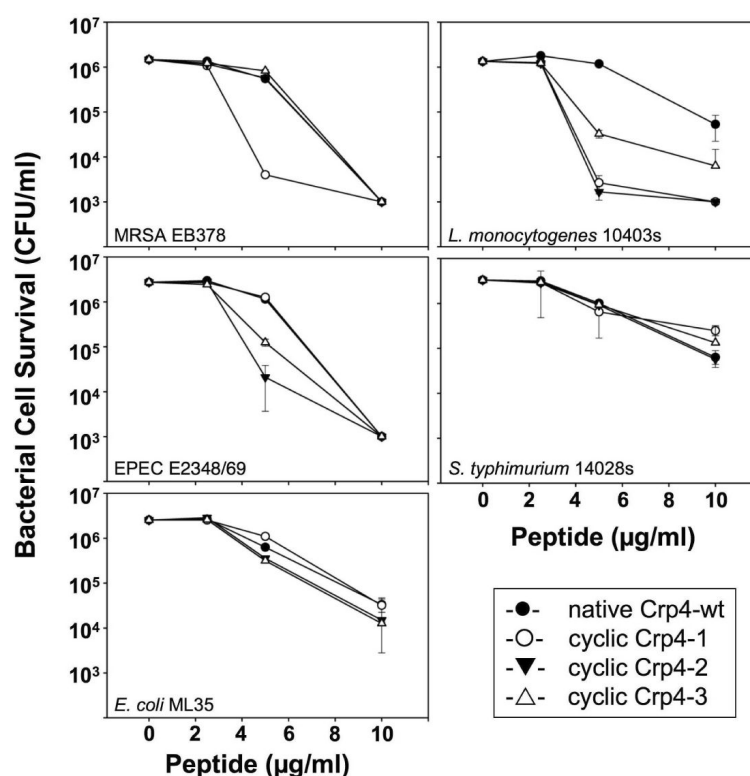 Bacterial Cell Survival (CFU/ml)
10⁷
10⁶
10⁵
10⁴
10³
MRSA EB378
L. monocytogenes 10403s
10⁷
10⁶
10⁵
10⁴
10³
EPEC E2348/69
S. typhimurium 14028s
0 2 4 6 8 10
Peptide (μg/ml)
10⁷
10⁶
10⁵
10⁴
10³
E. coli ML35
0 2 4 6 8 10
Peptide (μg/ml)
-●- native Crp4-wt
-○- cyclic Crp4-1
-▼- cyclic Crp4-2
-△- cyclic Crp4-3